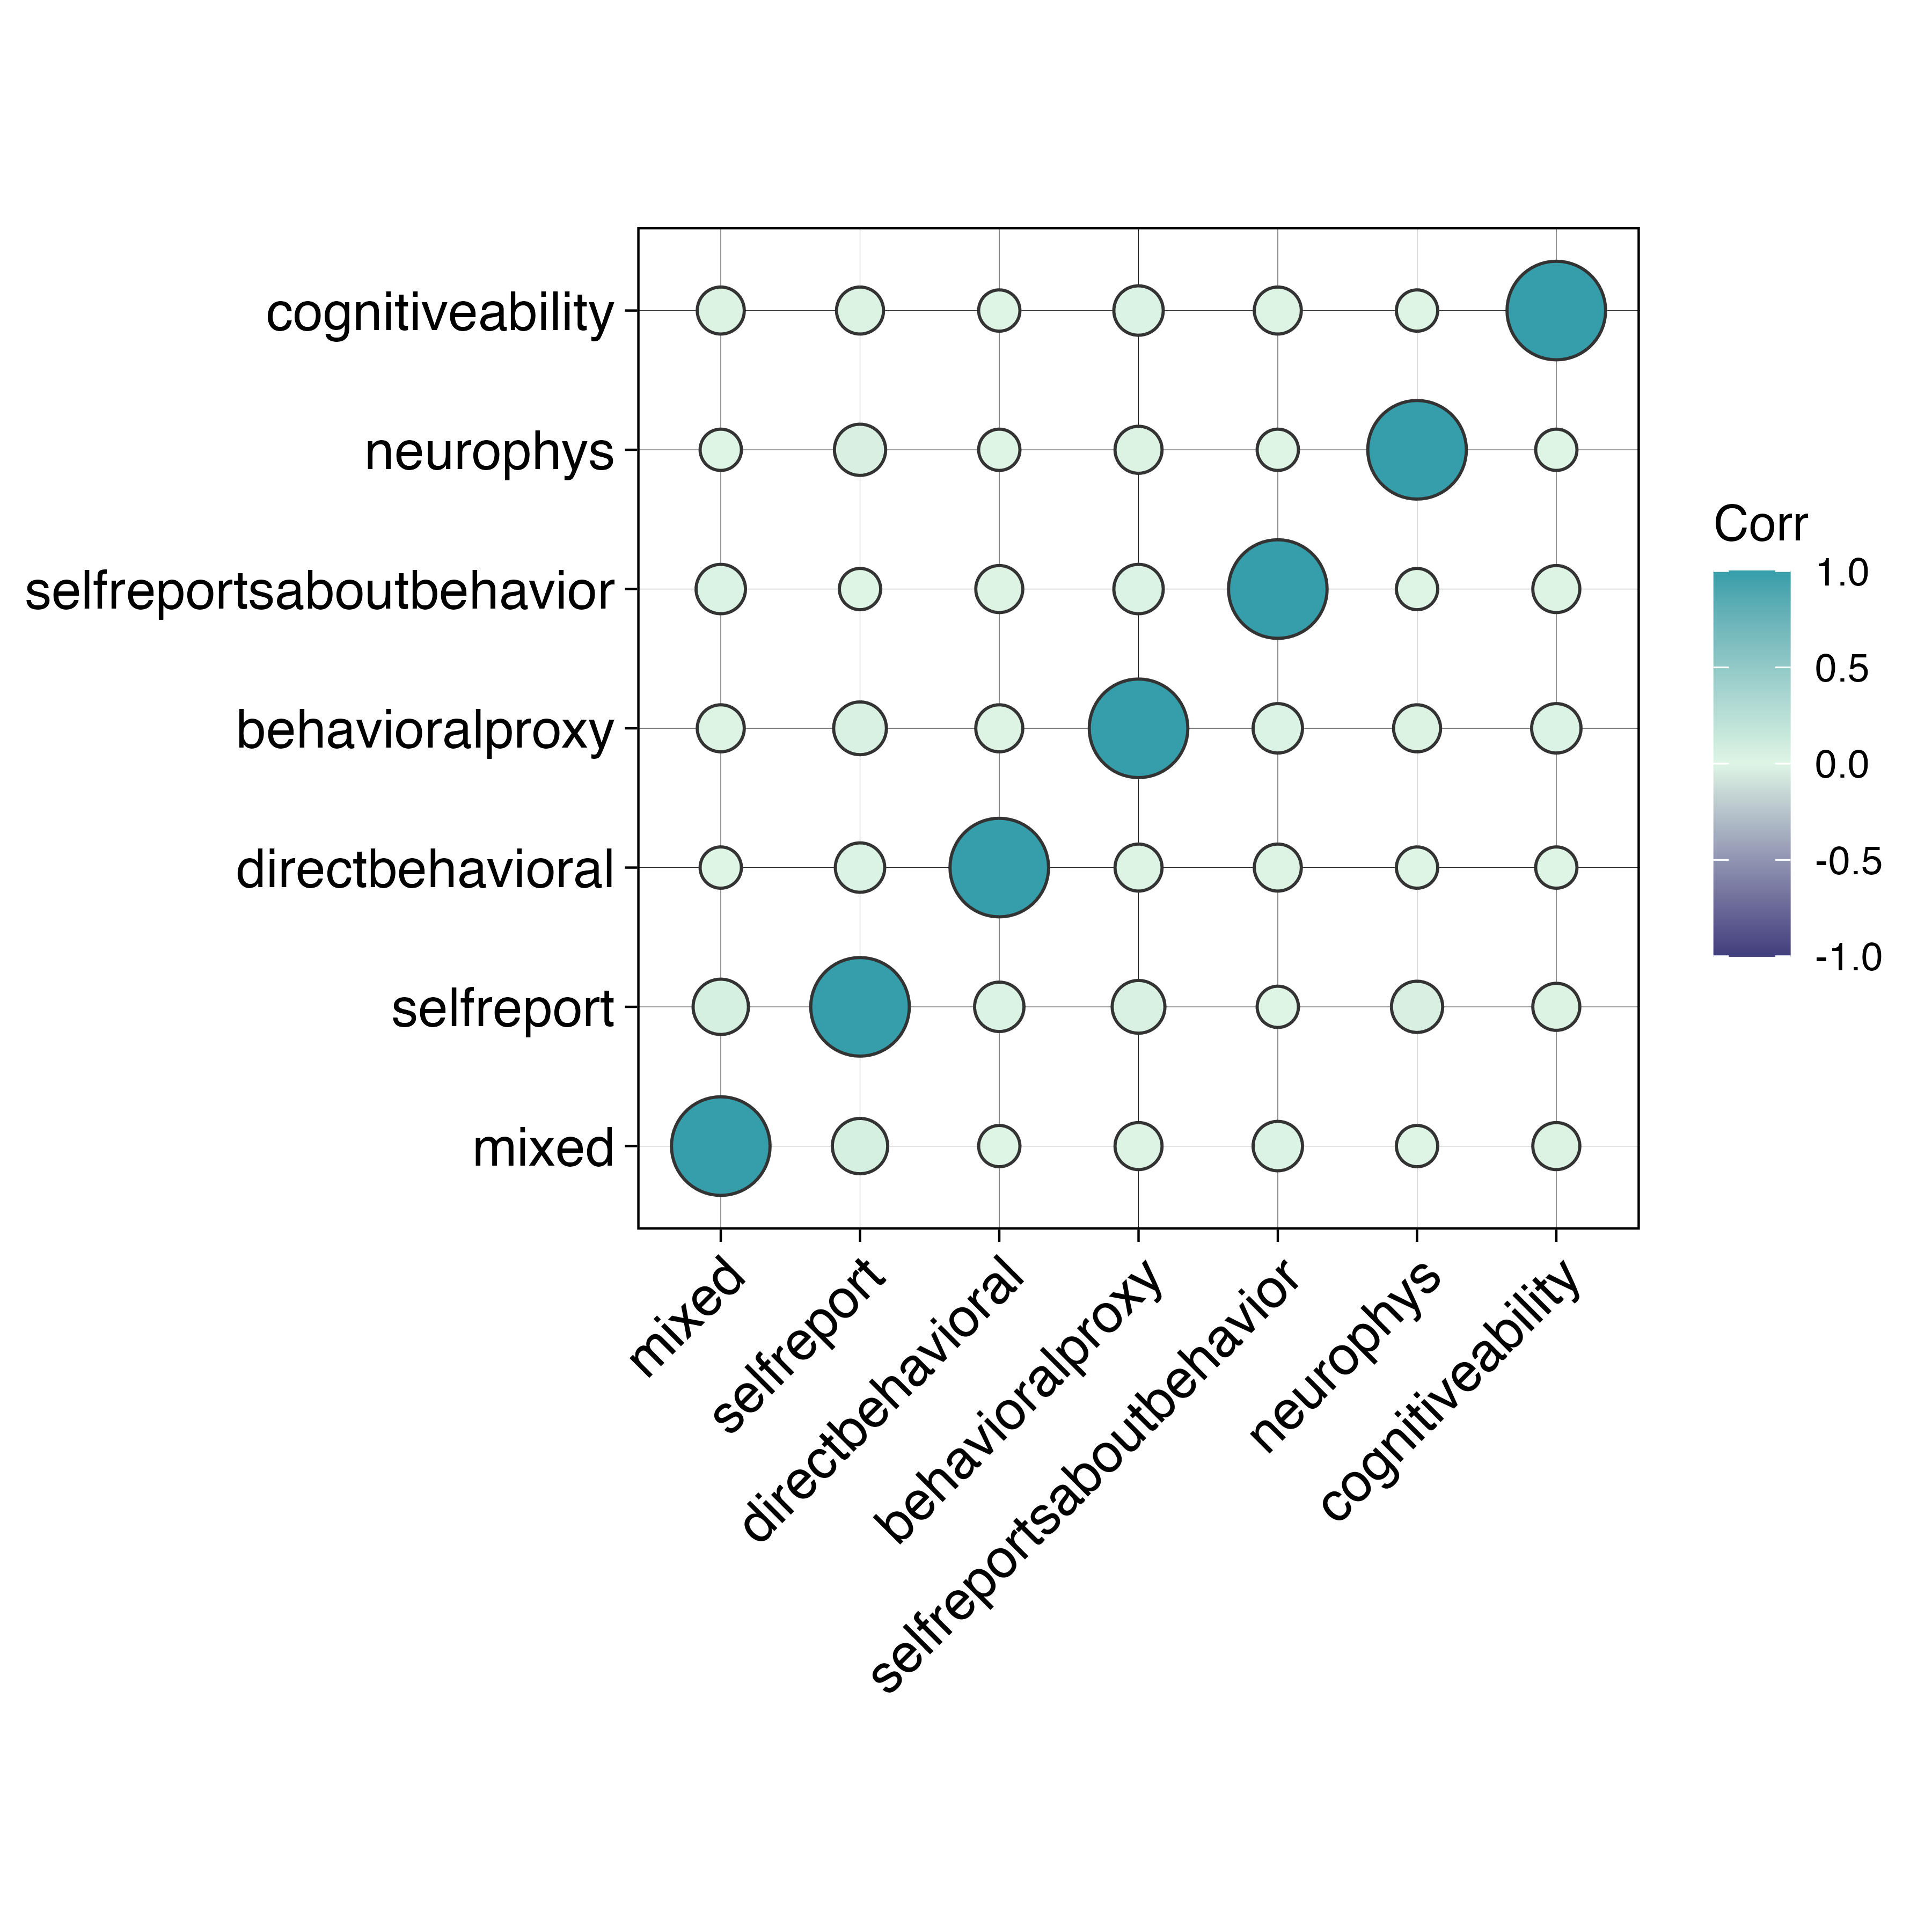 cognitiveability
neurophys
selfreportsaboutbehavior
behavioralproxy
directbehavioral
selfreport
mixed
mixed
selfreport
directbehavioral
behavioralproxy
selfreportsaboutbehavior
neurophys
cognitiveability
Corr
1.0
0.5
0.0
-0.5
-1.0